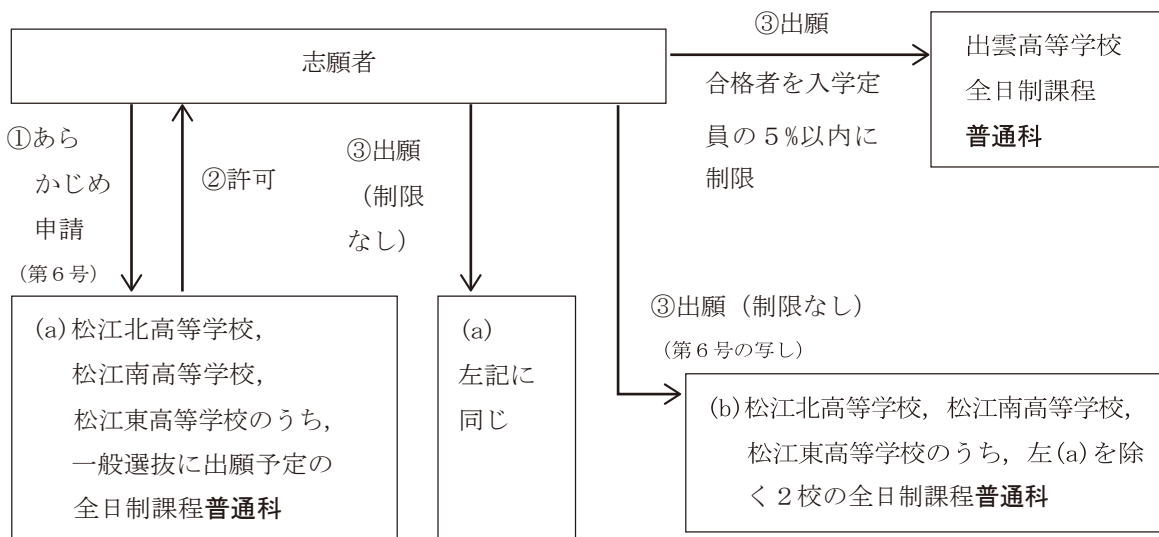 志願者
③出願
合格者を入学定
員の５%以内に
制限
出雲高等学校
全日制課程
普通科
①あら
かじめ
申請
(第６号)
②許可
③出願
(制限
なし)
③出願（制限なし）
(第６号の写し)
(a)松江北高等学校，
松江南高等学校，
松江東高等学校のうち，
一般選抜に出願予定の
全日制課程普通科
(a)
左記に
同じ
(b)松江北高等学校，松江南高等学校，
松江東高等学校のうち，左(a)を除
く２校の全日制課程普通科